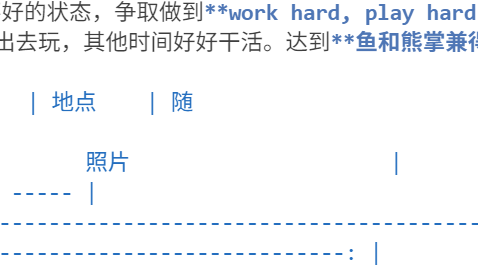 好的状态，争取做到**work hard, play hard
出去玩，其他时间好好干活。达到**鱼和熊掌兼得
| 地点 | 随
照片 |
----- |
----------------------------------------
-----------------------------: |